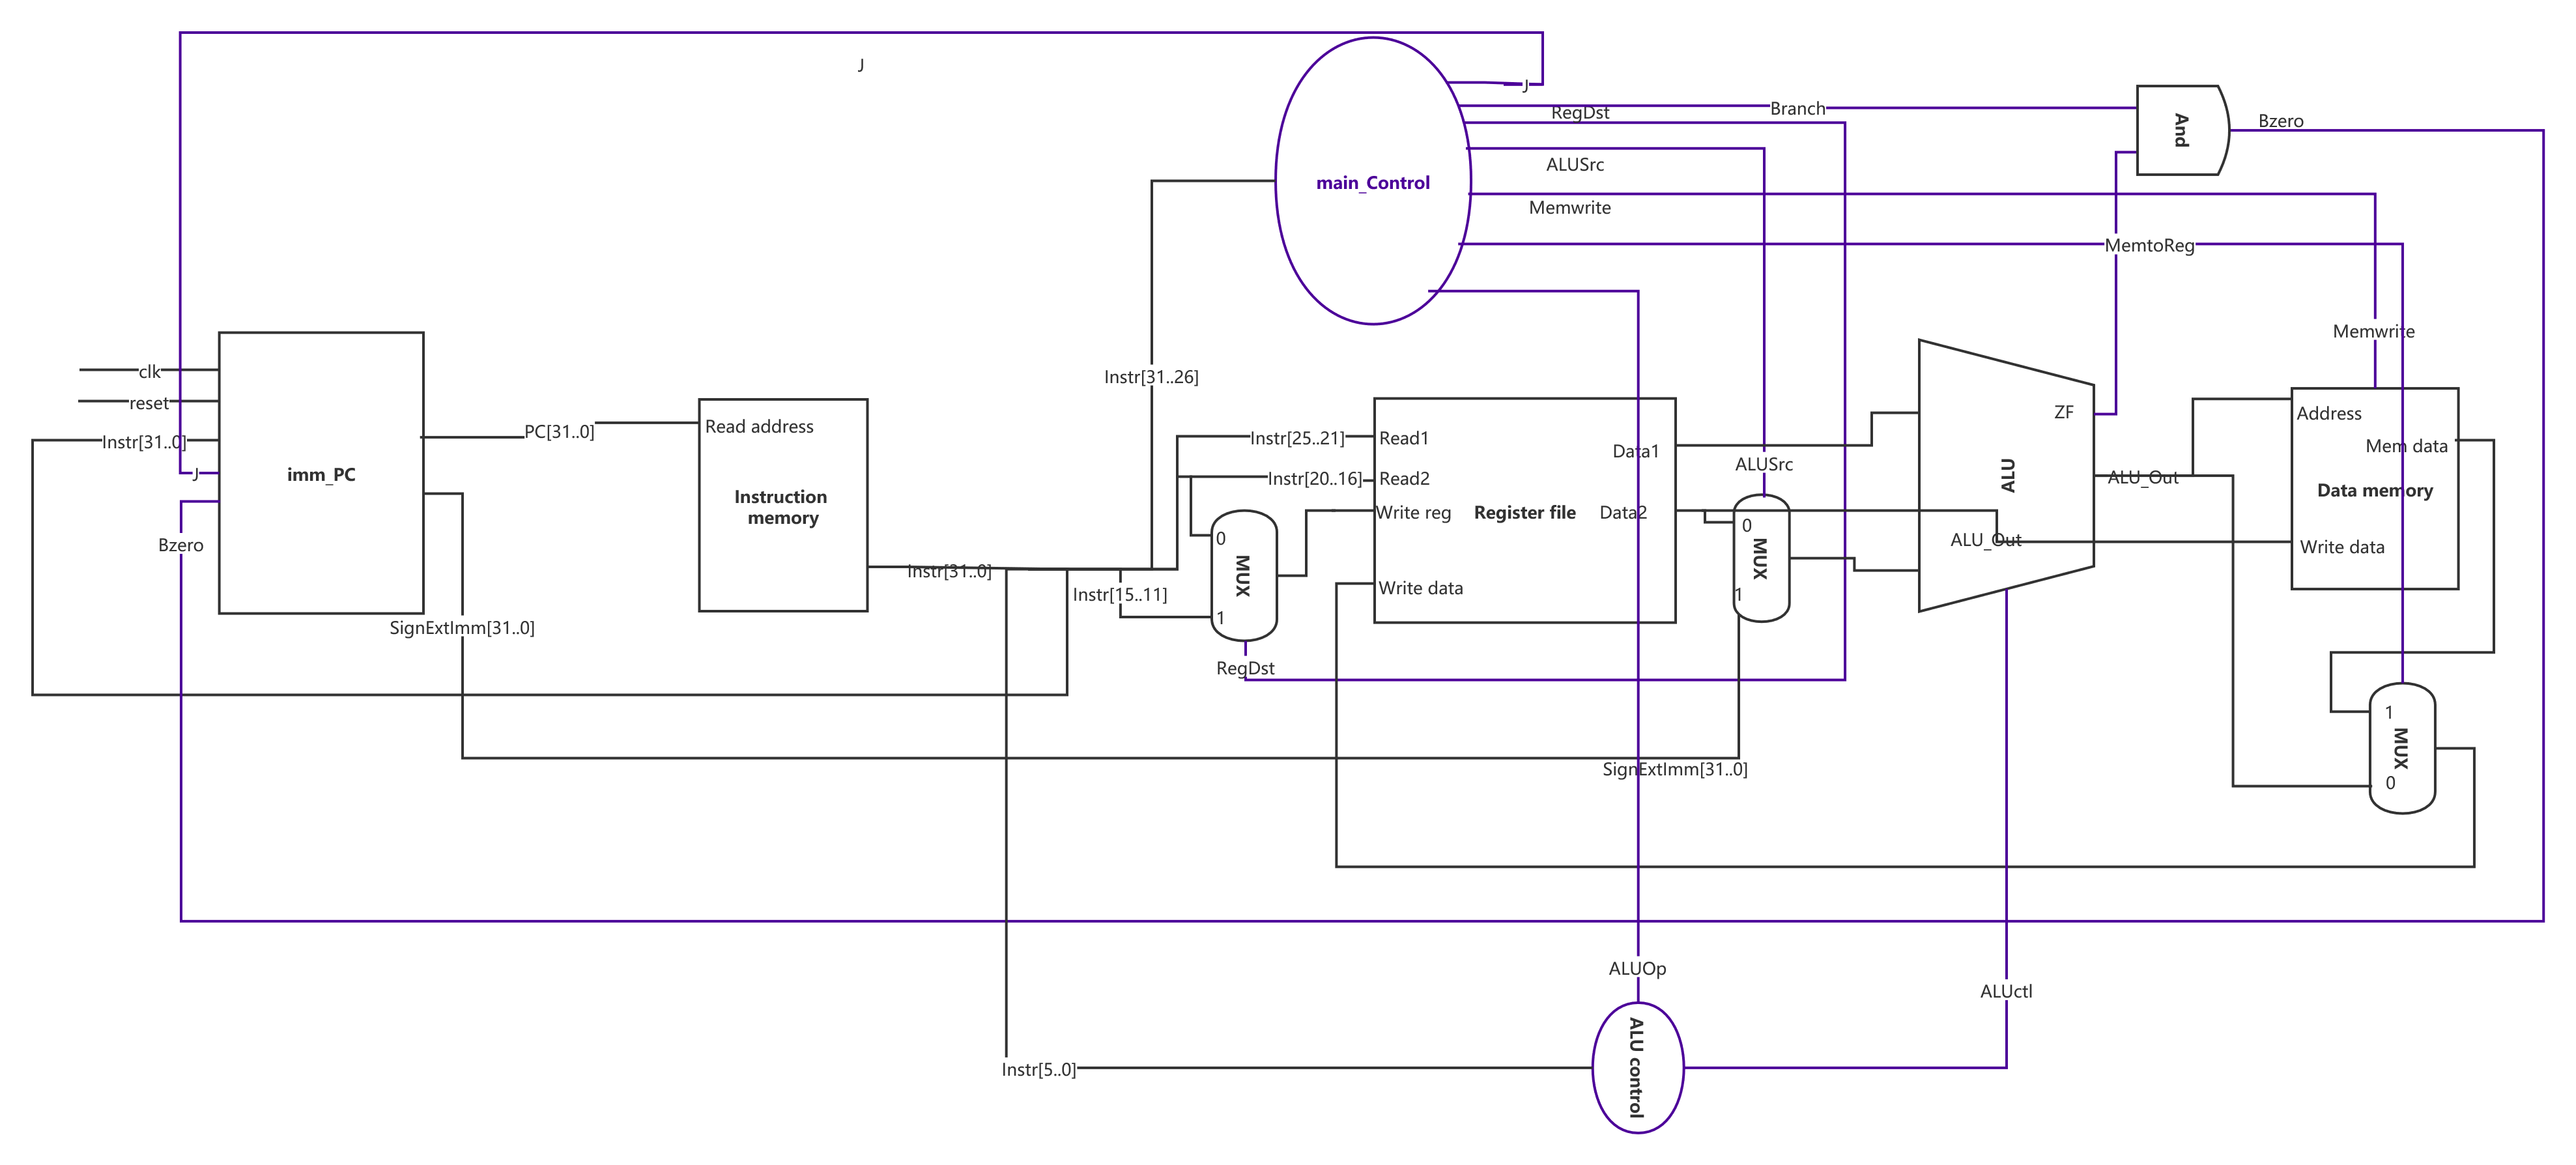 J
J
RegDst
Branch
ALUSrc
Memwrite
main_Control
And
Bzero
MemtoReg
Memwrite
clk
reset
Instr[31..0]
J
Bzero
imm_PC
PC[31..0]
SignExtImm[31..0]
Read address
Instruction
memory
Instr[31..0]
Instr[31..26]
Instr[25..21]
Instr[20..16]
Instr[15..11]
0
MUX
1
RegDst
Read1
Read2
Write reg
Write data
Register file
Data1
Data2
ALUSrc
0
MUX
1
SignExtImm[31..0]
ZF
ALU
ALU_Out
ALU_Out
Address
Mem data
Data memory
Write data
1
MUX
0
ALUOp
ALUctl
Instr[5..0]
ALU control